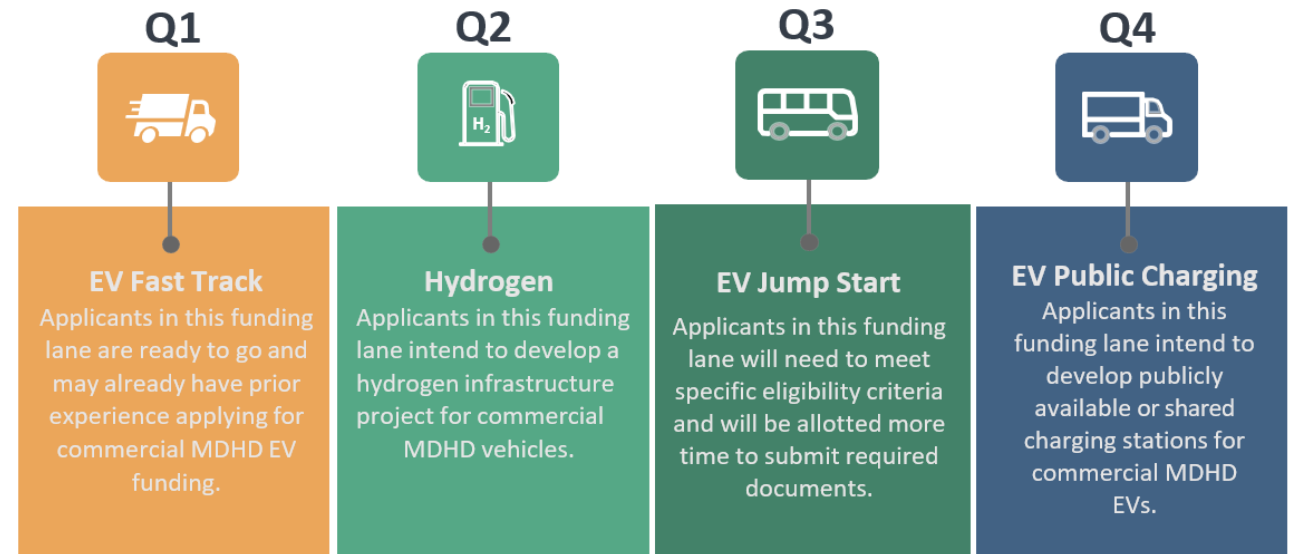 Q1
Q2
Q3
Q4
H2
EV Fast Track
Applicants in this funding
lane are ready to go and
may already have prior
experience applying for
commercial MDHD EV
funding.
Hydrogen
Applicants in this funding
lane intend to develop a
hydrogen infrastructure
project for commercial
MDHD vehicles.
EV Jump Start
Applicants in this funding
lane will need to meet
specific eligibility criteria
and will be allotted more
time to submit required
documents.
EV Public Charging
Applicants in this
funding lane intend to
develop publicly
available or shared
charging stations for
commercial MDHD
EVs.